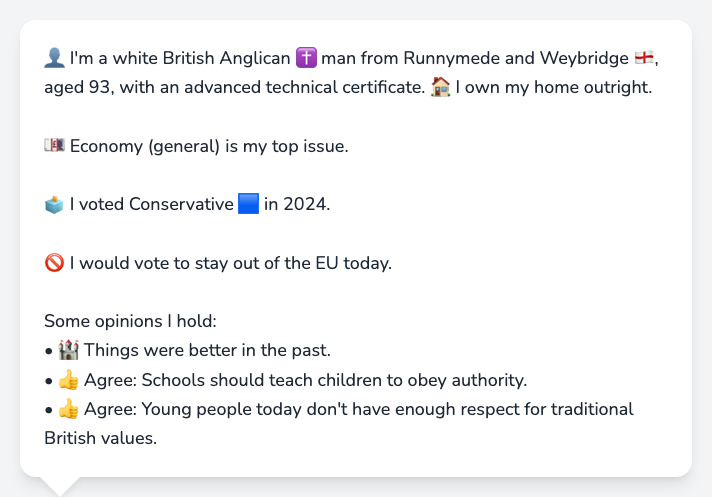 👤 I'm a white British Anglican ✝️ man from Runnymede and Weybridge 🏴󠁧󠁢󠁥󠁮󠁧󠁿,
aged 93, with an advanced technical certificate. 🏠 I own my home outright.
💷 Economy (general) is my top issue.
🗳️ I voted Conservative 🟦 in 2024.
🚫 I would vote to stay out of the EU today.
Some opinions I hold:
• 🏰 Things were better in the past.
• 👍 Agree: Schools should teach children to obey authority.
• 👍 Agree: Young people today don't have enough respect for traditional
British values.